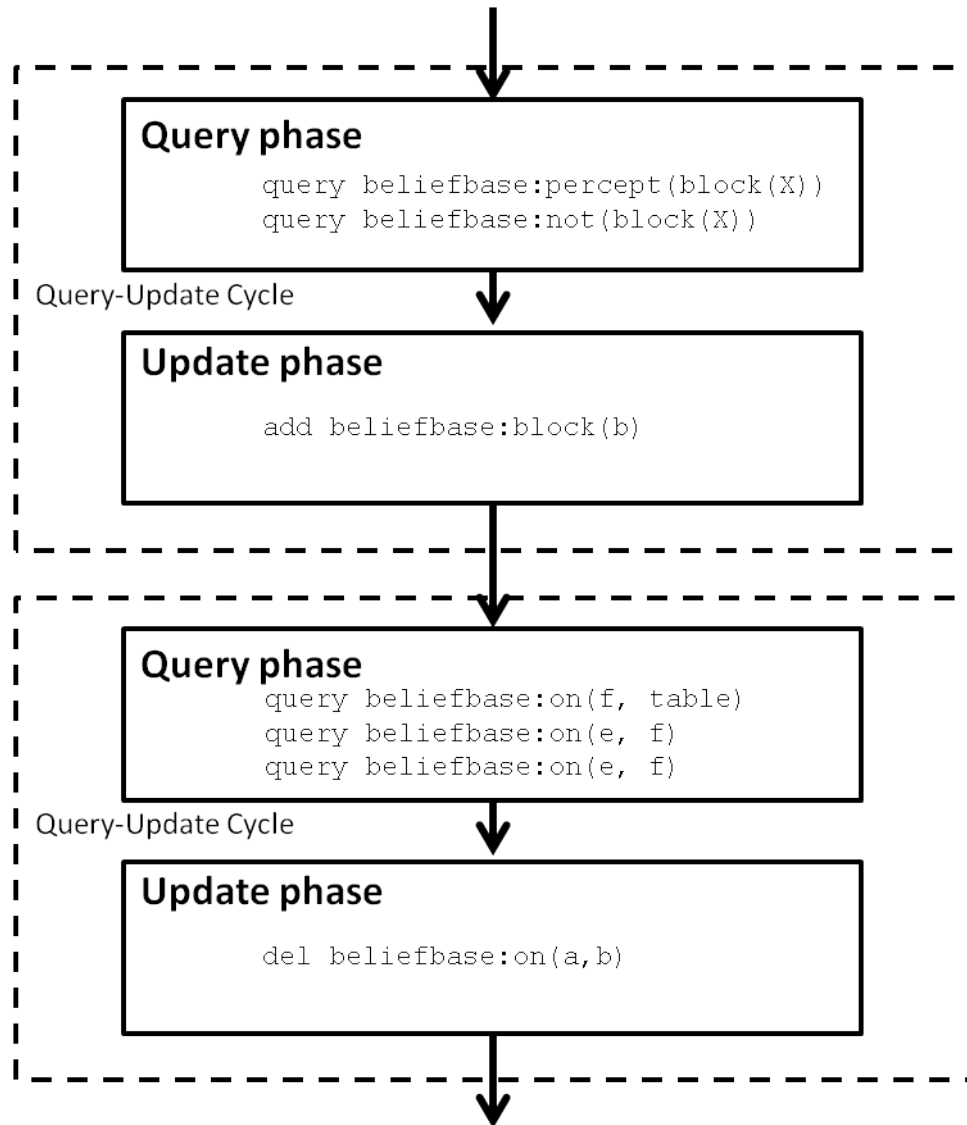 Query phase
query beliefbase:percept(block(X))
query beliefbase:not(block(X))
Query-Update Cycle
Update phase
add beliefbase:block(b)
Query phase
query beliefbase:on(f, table)
query beliefbase:on(e, f)
query beliefbase:on(e, f)
Query-Update Cycle
Update phase
del beliefbase:on(a,b)